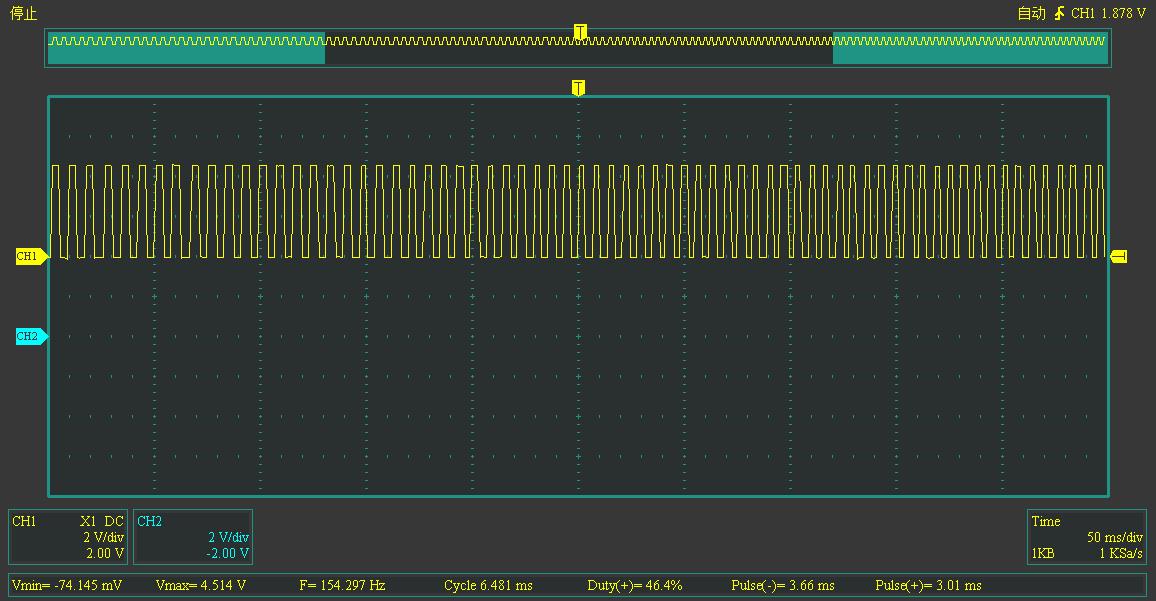 停止
自动 CH1 1.878 V
T
T
CH1
T
CH2
CH1 X1 DC
2 V/div
2.00 V
CH2
2 V/div
-2.00 V
Time
50 ms/div
1KB 1 KSa/s
Vmin= -74.145 mV Vmax= 4.514 V F= 154.297 Hz Cycle 6.481 ms Duty(+)= 46.4% Pulse(-)= 3.66 ms Pulse(+)= 3.01 ms